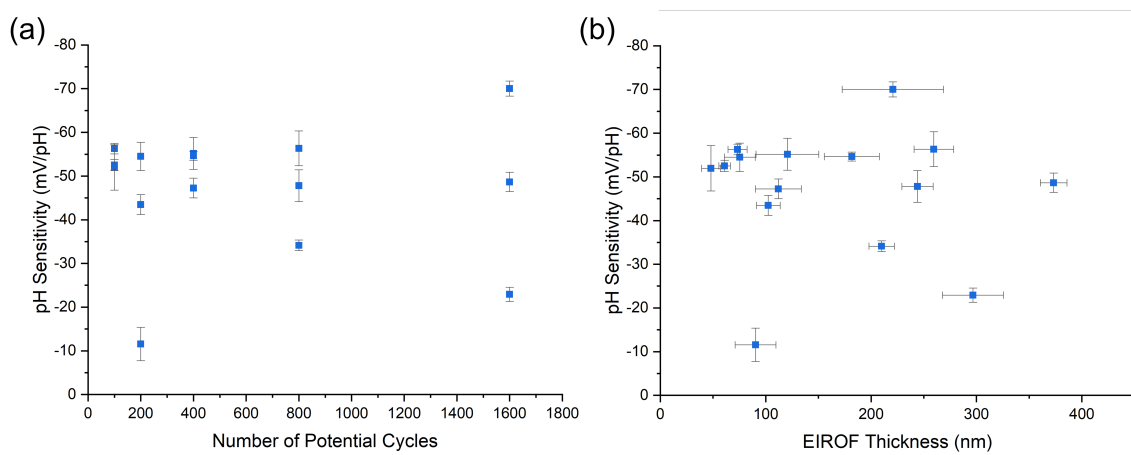 (a)
-80
-70
-60
-50
-40
-30
-20
-10
0
pH Sensitivity (mV/pH)
0 200 400 600 800 1000 1200 1400 1600 1800
Number of Potential Cycles
(b)
-80
-70
-60
-50
-40
-30
-20
-10
0
pH Sensitivity (mV/pH)
0 100 200 300 400
EIROF Thickness (nm)